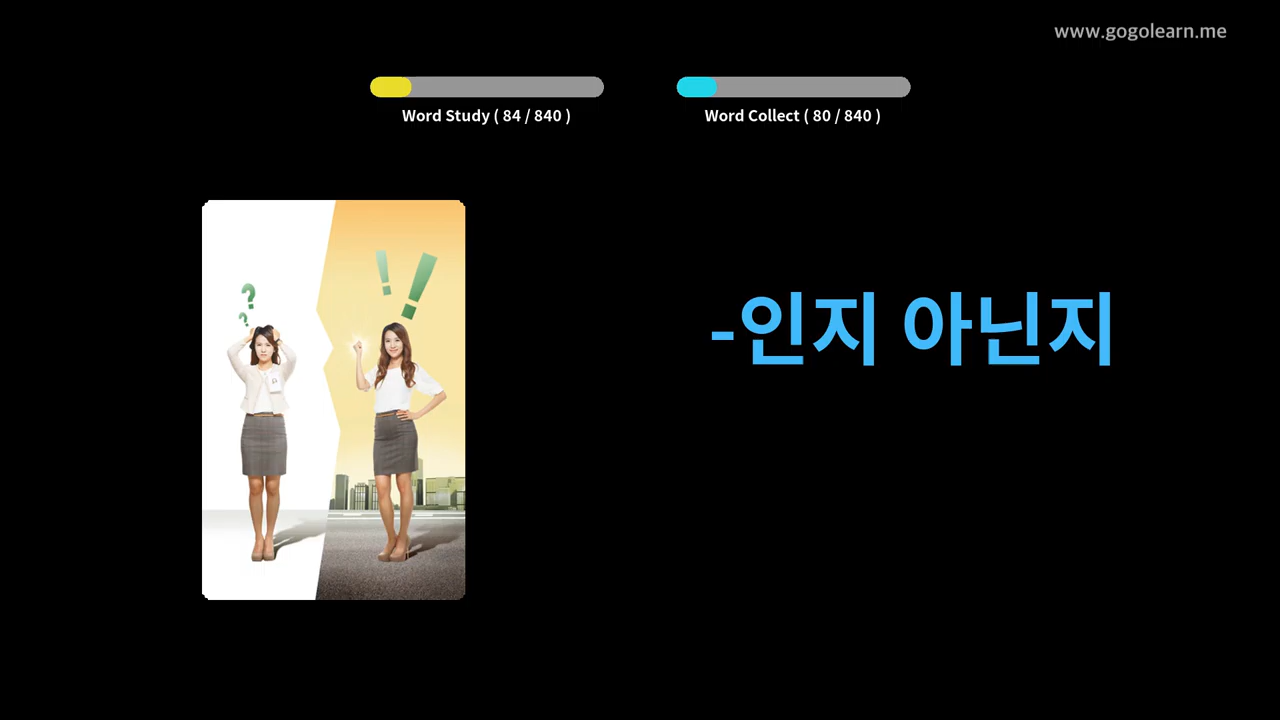 www.gogolearn.me
Word Study ( 84 / 840 )
Word Collect ( 80 / 840 )
? ?
! !
-인지 아닌지